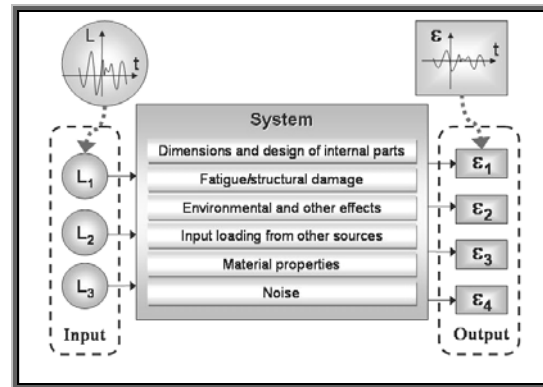 L
t
ε
t
System
Dimensions and design of internal parts
Fatigue/structural damage
Environmental and other effects
Input loading from other sources
Material properties
Noise
L₁
L₂
L₃
Input
ε₁
ε₂
ε₃
ε₄
Output